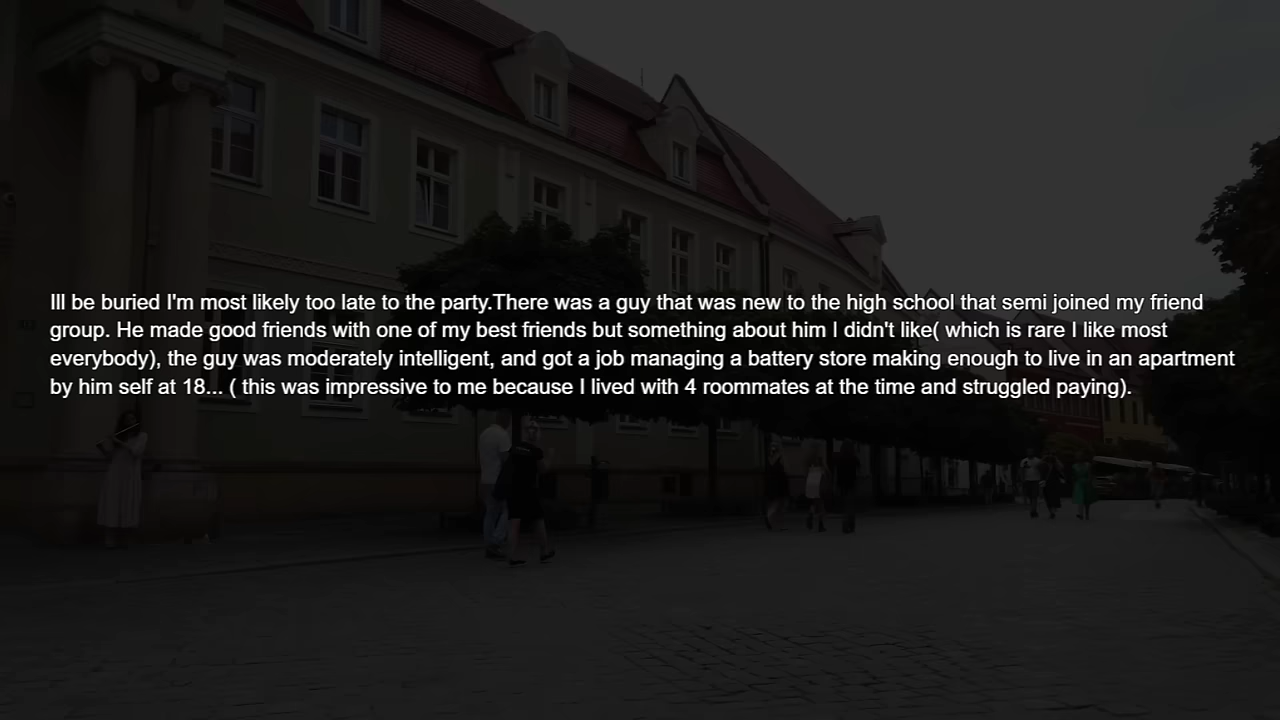 Ill be buried I'm most likely too late to the party.There was a guy that was new to the high school that semi joined my friend
group. He made good friends with one of my best friends but something about him I didn't like( which is rare I like most
everybody), the guy was moderately intelligent, and got a job managing a battery store making enough to live in an apartment
by him self at 18... ( this was impressive to me because I lived with 4 roommates at the time and struggled paying).